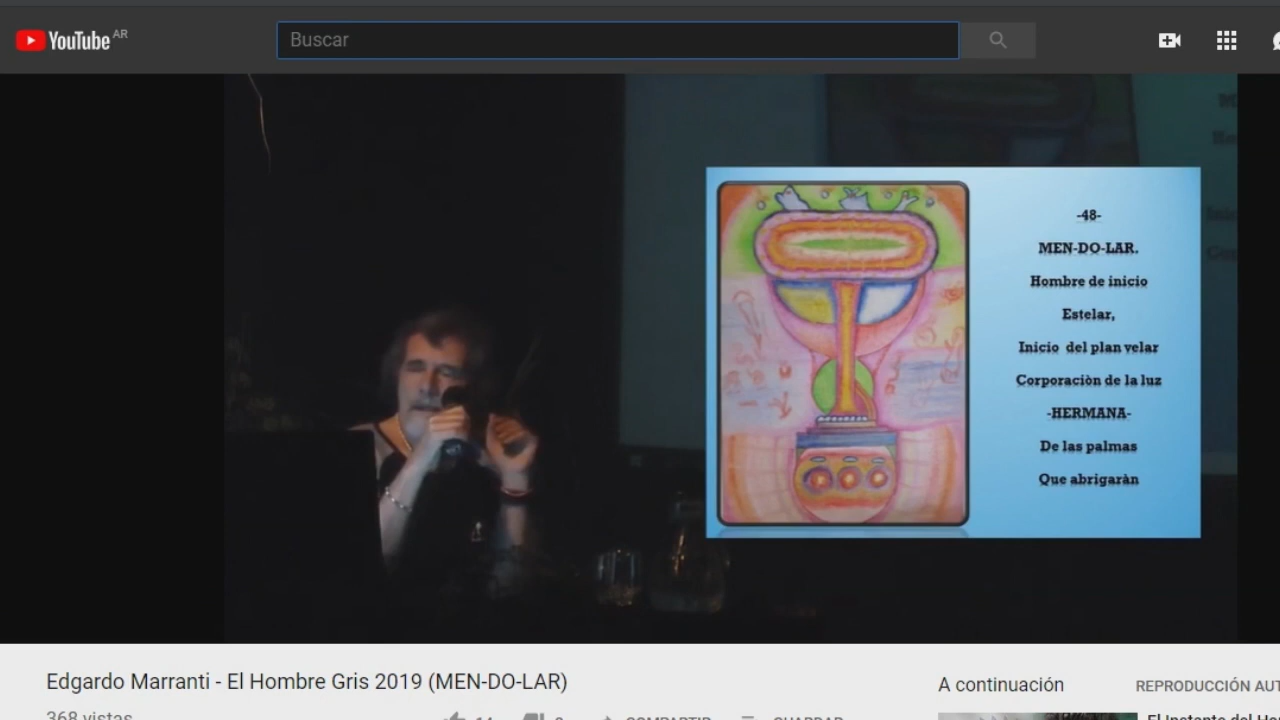 YouTube AR
Buscar
-48-
MEN-DO-LAR.
Hombre de inicio
Estelar,
Inicio del plan velar
Corporaciòn de la luz
-HERMANA-
De las palmas
Que abrigaràn
Edgardo Marranti - El Hombre Gris 2019 (MEN-DO-LAR)
A continuación
REPRODUCCIÓN AUT
368 vistas
COMPARTIR
GUARDAR